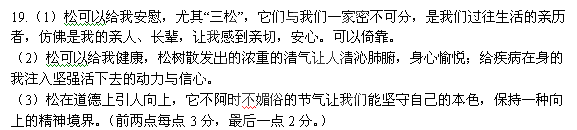 19.（1）松可以给我安慰，尤其“三松”，它们与我们一家密不可分，是我们过往生活的亲历
者，仿佛是我的亲人、长辈，让我感到亲切，安心。可以倚靠。
（2）松可以给我健康，松树散发出的浓重的清气让人清沁肺腑，身心愉悦；给疾病在身的
我注入坚强活下去的动力与信心。
（3）松在道德上引人向上，它不阿时不媚俗的节气让我们能坚守自己的本色，保持一种向
上的精神境界。（前两点每点 3 分，最后一点 2 分。）